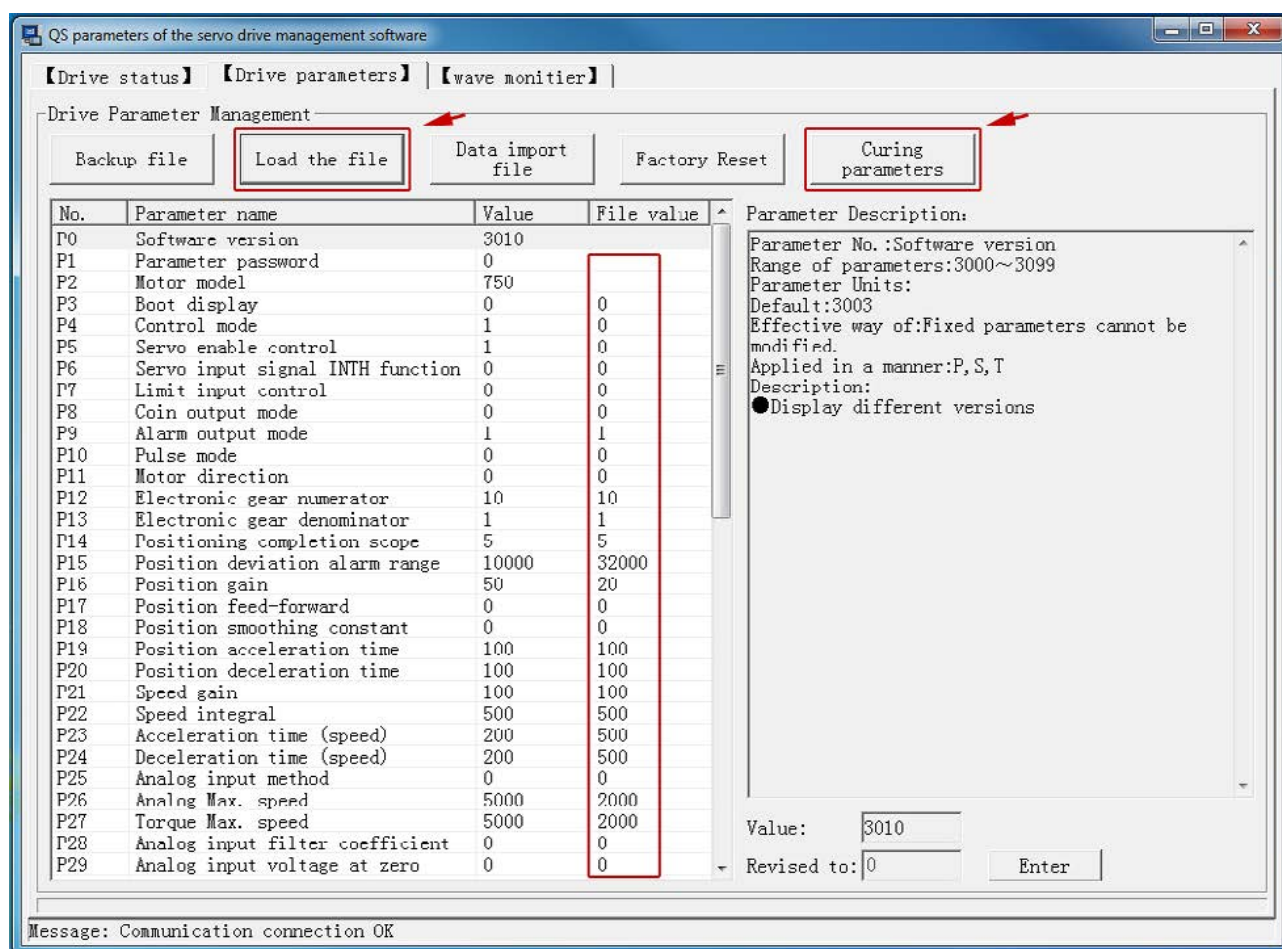 QS parameters of the servo drive management software
【Drive status】 【Drive parameters】 【wave monitier】
Drive Parameter Management
Backup file Load the file Data import file Factory Reset Curing parameters
No. Parameter name Value File value
P0 Software version 3010
P1 Parameter password 0
P2 Motor model 750
P3 Boot display 0 0
P4 Control mode 1 0
P5 Servo enable control 1 0
P6 Servo input signal INTH function 0 0
P7 Limit input control 0 0
P8 Coin output mode 0 0
P9 Alarm output mode 1 1
P10 Pulse mode 0 0
P11 Motor direction 0 0
P12 Electronic gear numerator 10 10
P13 Electronic gear denominator 1 1
P14 Positioning completion scope 5 5
P15 Position deviation alarm range 10000 32000
P16 Position gain 50 20
P17 Position feed-forward 0 0
P18 Position smoothing constant 0 0
P19 Position acceleration time 100 100
P20 Position deceleration time 100 100
P21 Speed gain 100 100
P22 Speed integral 500 500
P23 Acceleration time (speed) 200 500
P24 Deceleration time (speed) 200 500
P25 Analog input method 0 0
P26 Analog Max. speed 5000 2000
P27 Torque Max. speed 5000 2000
P28 Analog input filter coefficient 0 0
P29 Analog input voltage at zero 0 0
Parameter Description:
Parameter No.:Software version
Range of parameters:3000～3099
Parameter Units:
Default:3003
Effective way of:Fixed parameters cannot be
modified.
Applied in a manner:P,S,T
Description:
●Display different versions
Value: 3010
Revised to: 0 Enter
Message: Communication connection OK